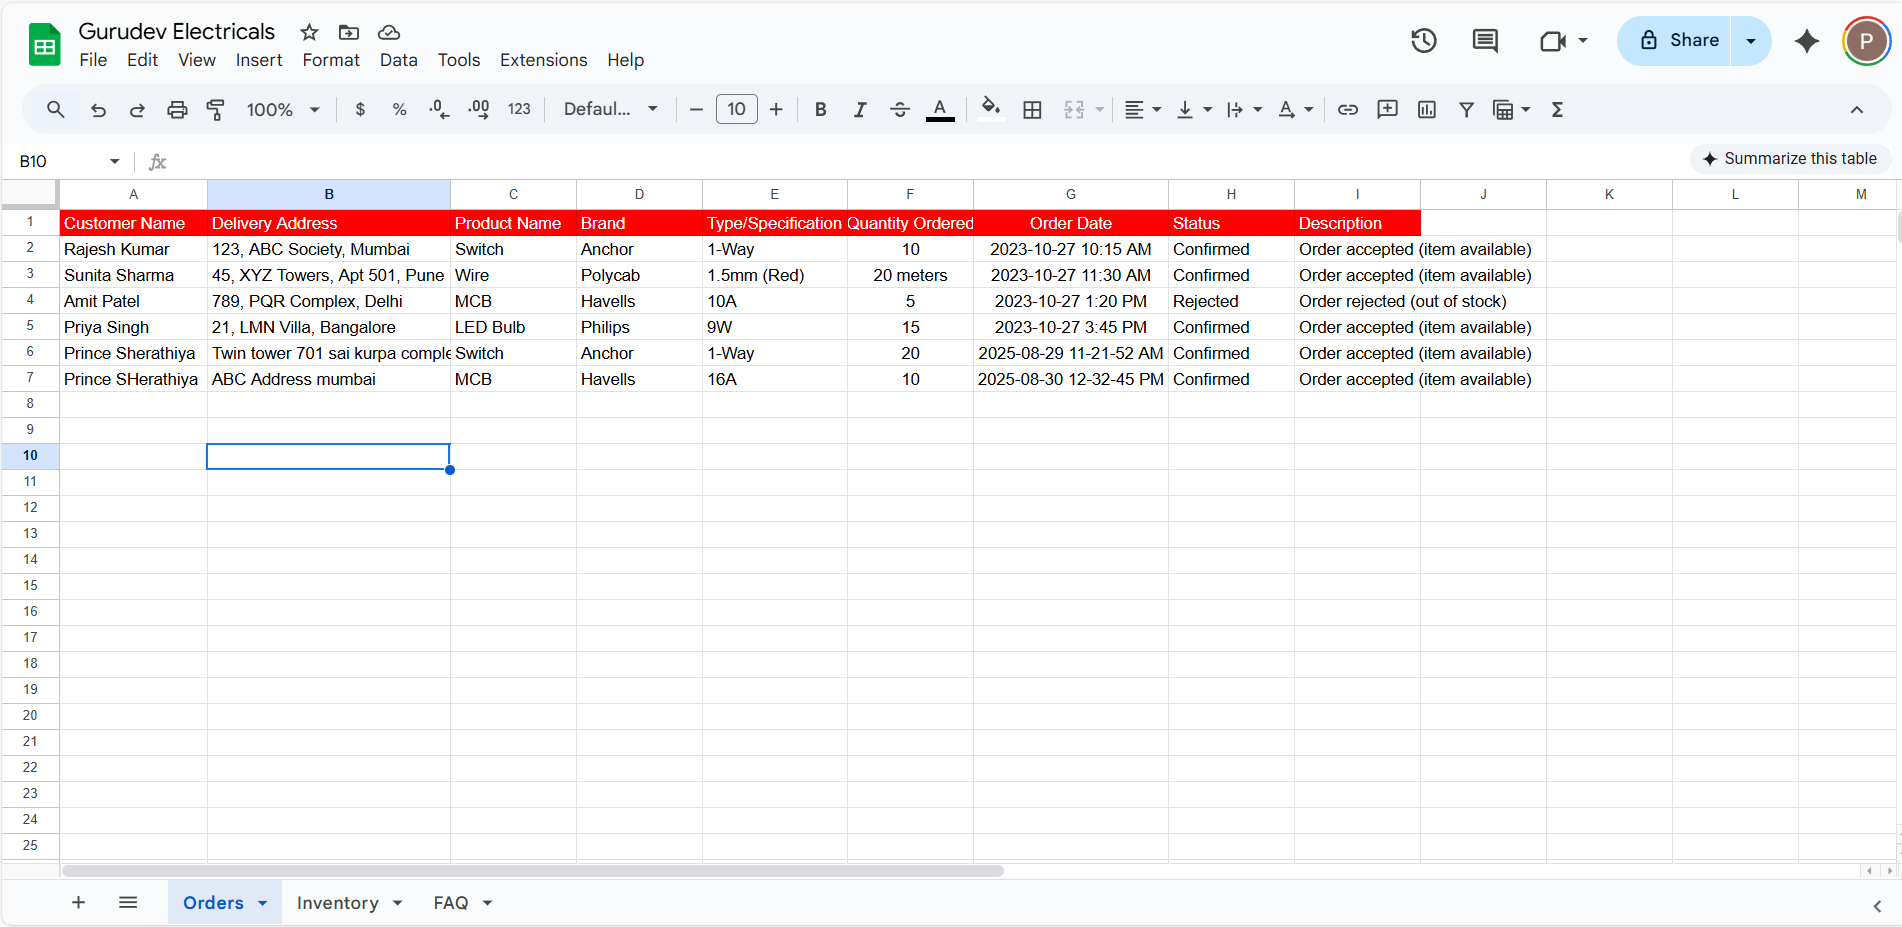 Gurudev Electricals
File Edit View Insert Format Data Tools Extensions Help
Share
P
100% $ % .0 .00 123 Defaul... 10 B I A Σ
B10 fx Summarize this table
A B C D E F G H I J K L M
1 Customer Name Delivery Address Product Name Brand Type/Specification Quantity Ordered Order Date Status Description
2 Rajesh Kumar 123, ABC Society, Mumbai Switch Anchor 1-Way 10 2023-10-27 10:15 AM Confirmed Order accepted (item available)
3 Sunita Sharma 45, XYZ Towers, Apt 501, Pune Wire Polycab 1.5mm (Red) 20 meters 2023-10-27 11:30 AM Confirmed Order accepted (item available)
4 Amit Patel 789, PQR Complex, Delhi MCB Havells 10A 5 2023-10-27 1:20 PM Rejected Order rejected (out of stock)
5 Priya Singh 21, LMN Villa, Bangalore LED Bulb Philips 9W 15 2023-10-27 3:45 PM Confirmed Order accepted (item available)
6 Prince Sherathiya Twin tower 701 sai kurpa comple Switch Anchor 1-Way 20 2025-08-29 11-21-52 AM Confirmed Order accepted (item available)
7 Prince SHerathiya ABC Address mumbai MCB Havells 16A 10 2025-08-30 12-32-45 PM Confirmed Order accepted (item available)
8
9
10
11
12
13
14
15
16
17
18
19
20
21
22
23
24
25
Orders Inventory FAQ